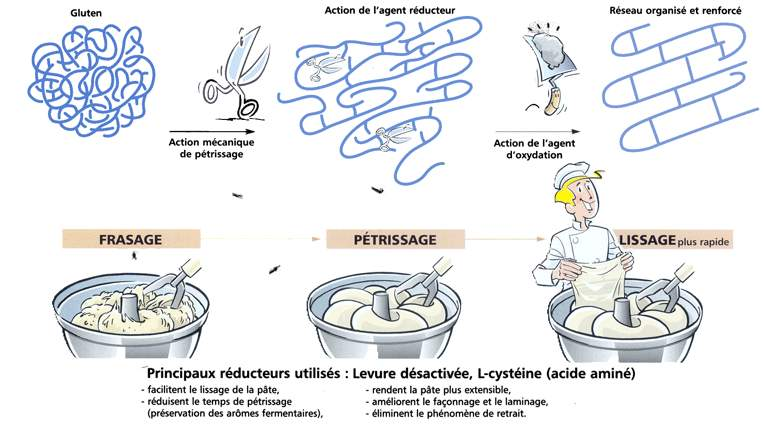 Gluten
Action de l'agent réducteur
Réseau organisé et renforcé
Action mécanique
de pétrissage
Action de l'agent
d'oxydation
FRASAGE
PÉTRISSAGE
LISSAGE plus rapide
Principaux réducteurs utilisés : Levure désactivée, L-cystéine (acide aminé)
- facilitent le lissage de la pâte,
- réduisent le temps de pétrissage
(préservation des arômes fermentaires),
- rendent la pâte plus extensible,
- améliorent le façonnage et le laminage,
- éliminent le phénomène de retrait.